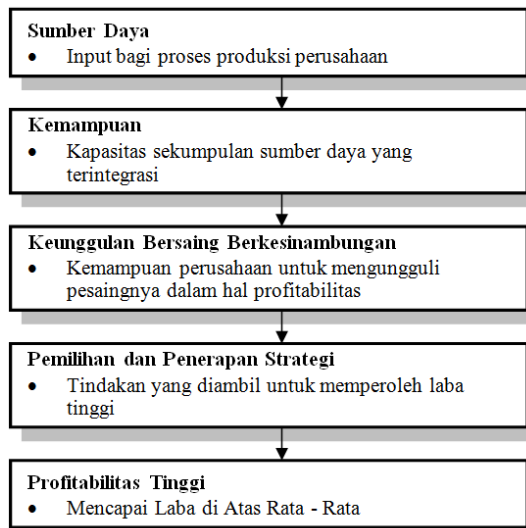 Sumber Daya
• Input bagi proses produksi perusahaan
Kemampuan
• Kapasitas sekumpulan sumber daya yang
terintegrasi
Keunggulan Bersaing Berkesinambungan
• Kemampuan perusahaan untuk mengungguli
pesaingnya dalam hal profitabilitas
Pemilihan dan Penerapan Strategi
• Tindakan yang diambil untuk memperoleh laba
tinggi
Profitabilitas Tinggi
• Mencapai Laba di Atas Rata - Rata